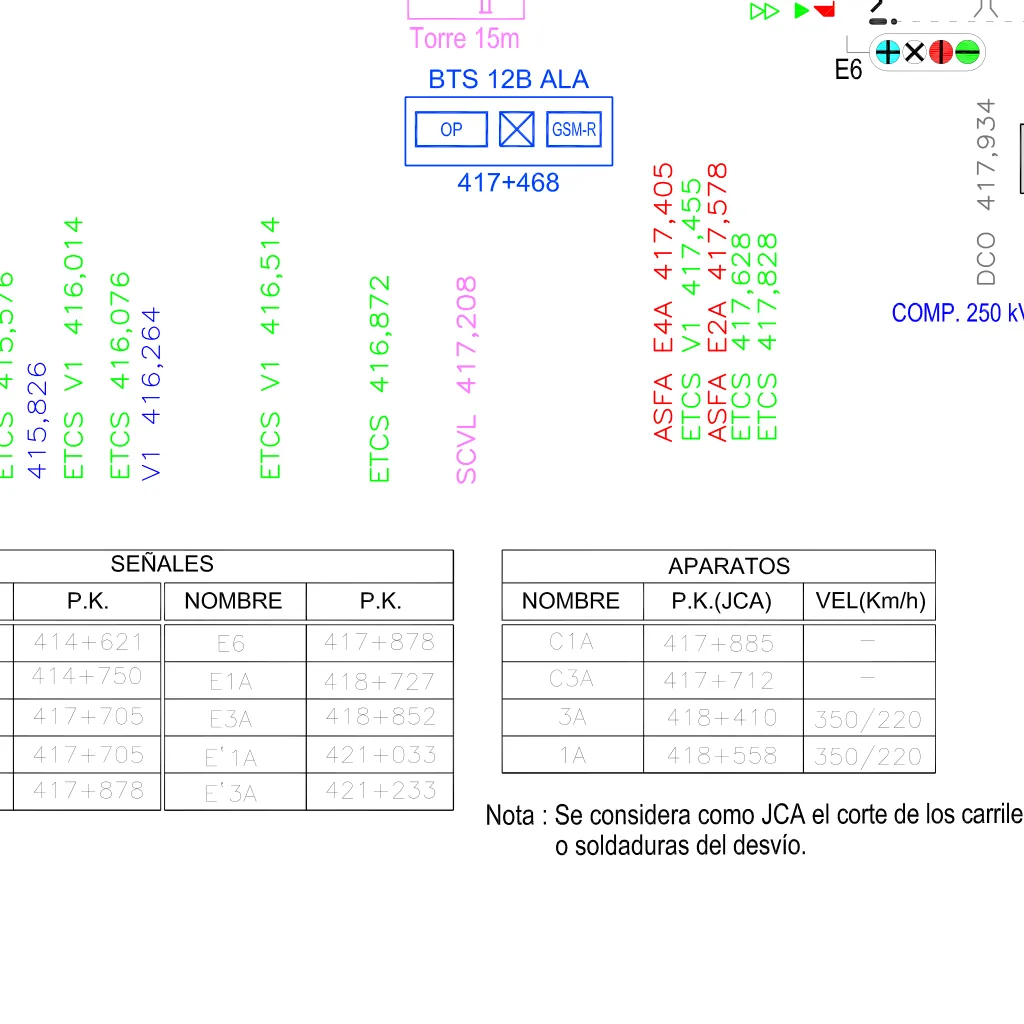 Torre 15m
BTS 12B ALA
OP
GSM-R
417+468
E6
DCO 417,934
COMP. 250
ETCS 415,576
415,826
ETCS V1 416,014
ETCS 416,076
V1 416,264
ETCS V1 416,514
ETCS 416,872
SCVL 417,208
ASFA E4A 417,405
ETCS V1 417,455
ASFA E2A 417,578
ETCS 417,628
ETCS 417,828
SEÑALES
P.K. NOMBRE P.K.
414+621 E6 417+878
414+750 E1A 418+727
417+705 E3A 418+852
417+705 E'1A 421+033
417+878 E'3A 421+233
APARATOS
NOMBRE P.K.(JCA) VEL(Km/h)
C1A 417+885 –
C3A 417+712 –
3A 418+410 350/220
1A 418+558 350/220
Nota : Se considera como JCA el corte de los carrile
o soldaduras del desvío.